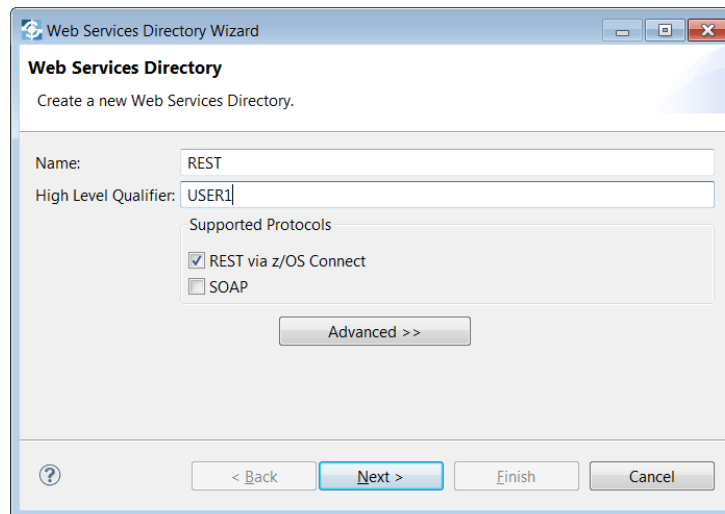 Web Services Directory Wizard
Web Services Directory
Create a new Web Services Directory.
Name: REST
High Level Qualifier: USER1
Supported Protocols
REST via z/OS Connect
SOAP
Advanced >>
? < Back Next > Finish Cancel